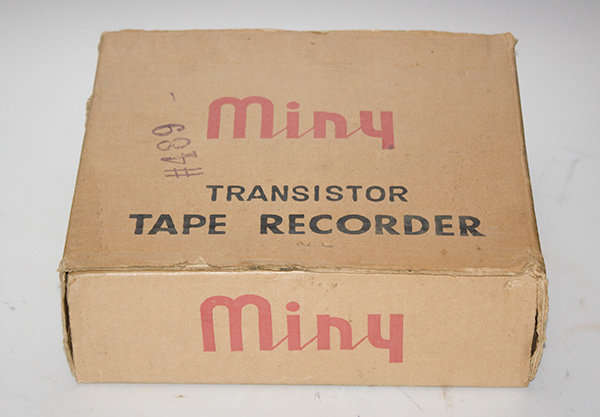 Miny
#489
TRANSISTOR
TAPE RECORDER
Miny